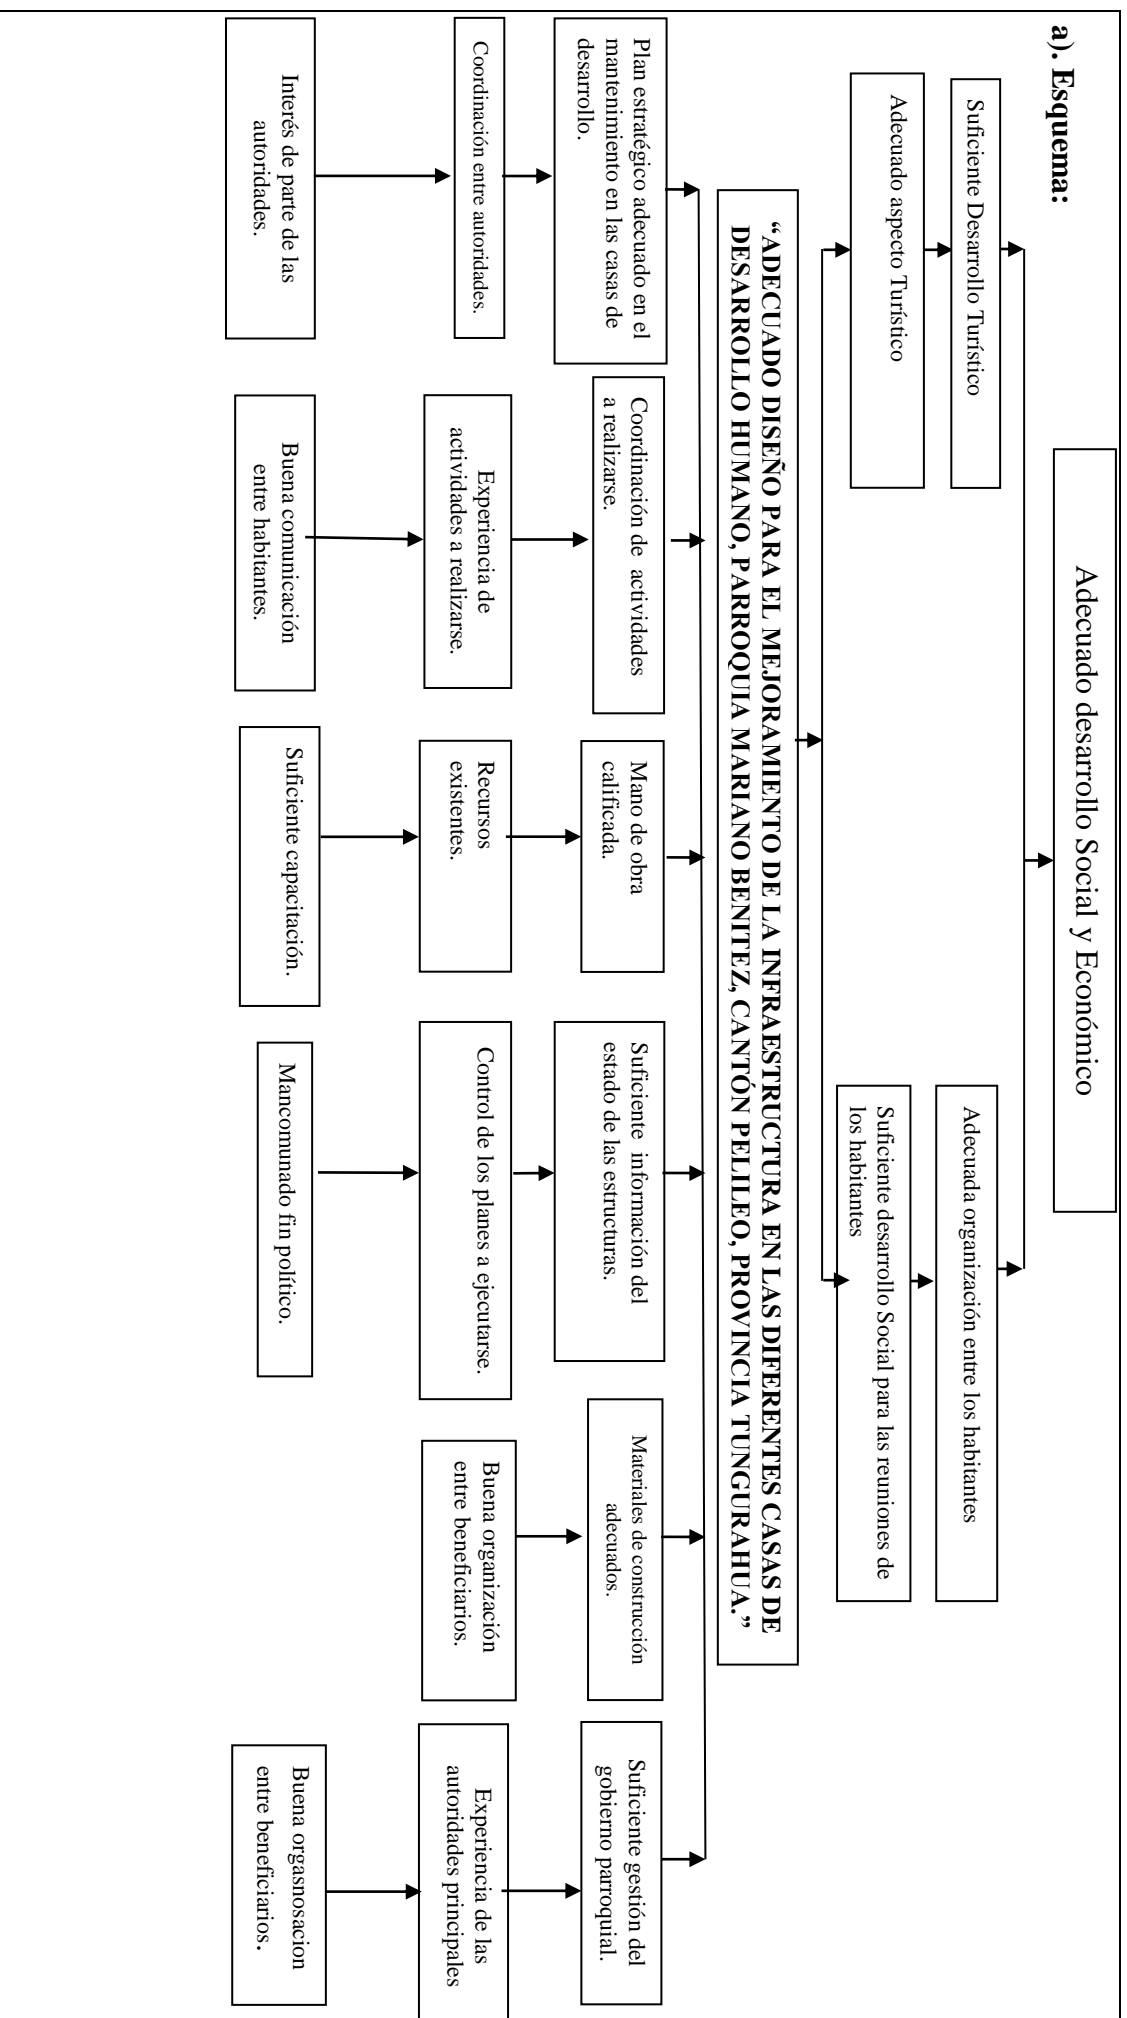 a). Esquema:
Adecuado desarrollo Social y Económico
Suficiente Desarrollo Turístico
Adecuada organización entre los habitantes
Adecuado aspecto Turístico
Suficiente desarrollo Social para las reuniones de
los habitantes
“ADECUADO DISEÑO PARA EL MEJORAMIENTO DE LA INFRAESTRUCTURA EN LAS DIFERENTES CASAS DE
DESARROLLO HUMANO, PARROQUIA MARIANO BENITEZ, CANTÓN PELILEO, PROVINCIA TUNGURAHUA.”
Plan estratégico adecuado en el
mantenimiento en las casas de
desarrollo.
Coordinación de actividades
a realizarse.
Mano de obra
calificada.
Suficiente información del
estado de las estructuras.
Materiales de construcción
adecuados.
Suficiente gestión del
gobierno parroquial.
Coordinación entre autoridades.
Experiencia de
actividades a realizarse.
Recursos
existentes.
Control de los planes a ejecutarse.
Buena organización
entre beneficiarios.
Experiencia de las
autoridades principales
Interés de parte de las
autoridades.
Buena comunicación
entre habitantes.
Suficiente capacitación.
Mancomunado fin político.
Buena orgasnosacion
entre beneficiarios.